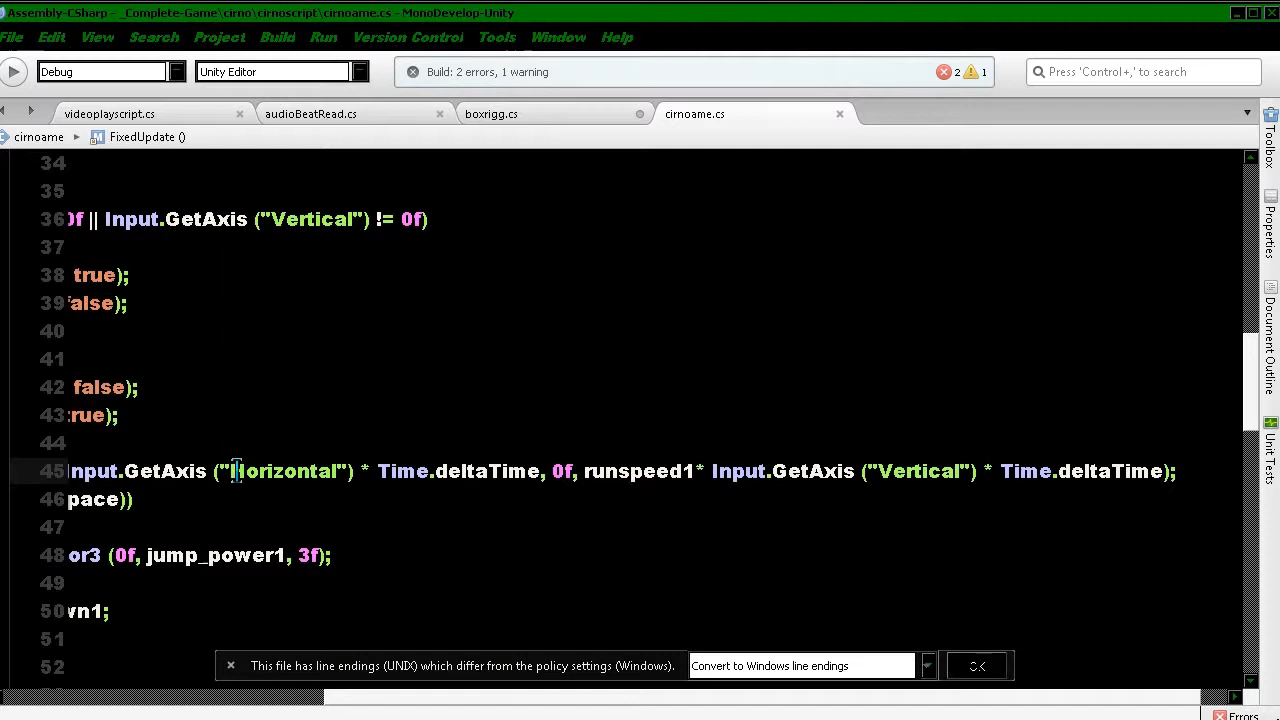 Assembly-CSharp - _Complete-Game\cirno\cirnoscript\cirnoame.cs - MonoDevelop-Unity
File Edit View Search Project Build Run Version Control Tools Window Help
Debug Unity Editor Build: 2 errors, 1 warning 2 1 Press 'Control+,' to search
videoplayscript audioBeatRead.cs boxrigg.cs cirnoame.cs
cirnoame FixedUpdate ()
34
35
36 0f || Input.GetAxis ("Vertical") != 0f)
37
38 true);
39 false);
40
41
42 false);
43 true);
44
45 Input.GetAxis ("Horizontal") * Time.deltaTime, 0f, runspeed1* Input.GetAxis ("Vertical") * Time.deltaTime);
46 pace))
47
48 or3 (0f, jump_power1, 3f);
49
50 wn1;
51
52
This file has line endings (UNIX) which differ from the policy settings (Windows). Convert to Windows line endings OK
Errors
Toolbox
Properties
Document Outline
Unit Tests